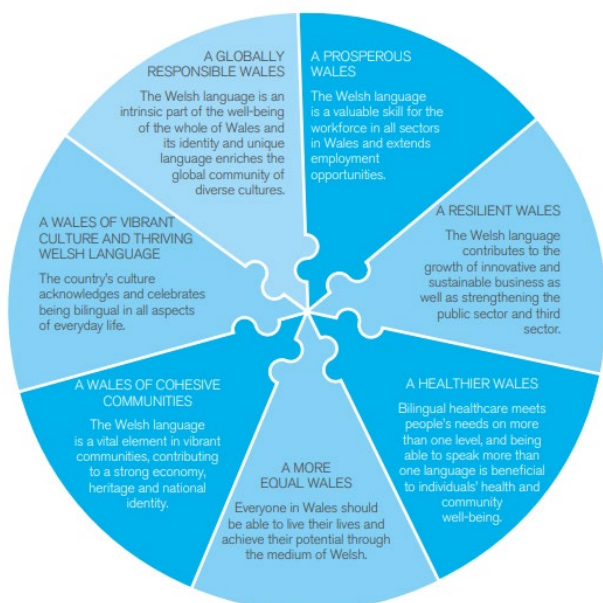 A GLOBALLY
RESPONSIBLE WALES
The Welsh language is an
intrinsic part of the well-being
of the whole of Wales and
its identity and unique
language enriches the
global community of
diverse cultures.
A PROSPEROUS
WALES
The Welsh language
is a valuable skill for the
workforce in all sectors
in Wales and extends
employment
opportunities.
A RESILIENT WALES
The Welsh language
contributes to the
growth of innovative and
sustainable business as
well as strengthening the
public sector and third
sector.
A HEALTHIER WALES
Bilingual healthcare meets
people's needs on more
than one level, and being
able to speak more than
one language is beneficial
to individuals' health and
community
well-being.
A MORE
EQUAL WALES
Everyone in Wales should
be able to live their lives and
achieve their potential through
the medium of Welsh.
A WALES OF COHESIVE
COMMUNITIES
The Welsh language
is a vital element in vibrant
communities, contributing
to a strong economy,
heritage and national
identity.
A WALES OF VIBRANT
CULTURE AND THRIVING
WELSH LANGUAGE
The country's culture
acknowledges and celebrates
being bilingual in all aspects
of everyday life.